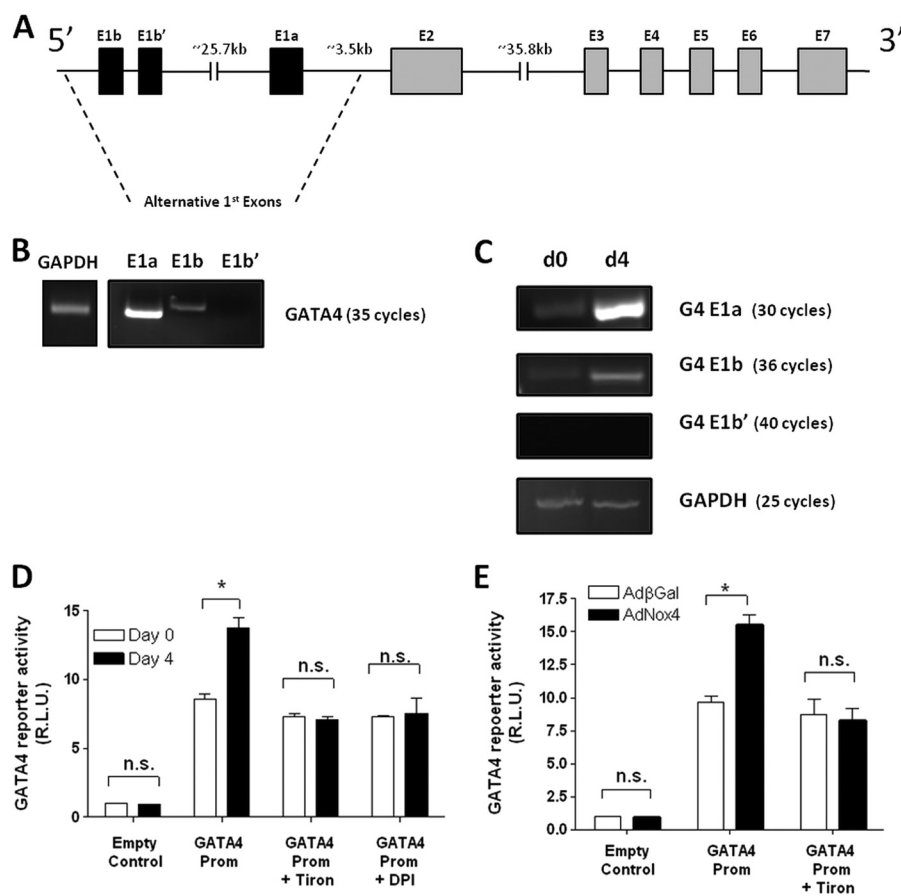 A
5’ 3’
E1b E1b’ ~25.7kb E1a ~3.5kb E2 ~35.8kb E3 E4 E5 E6 E7
Alternative 1st Exons
B
GAPDH E1a E1b E1b’
GATA4 (35 cycles)
C
d0 d4
G4 E1a (30 cycles)
G4 E1b (36 cycles)
G4 E1b’ (40 cycles)
GAPDH (25 cycles)
D
GATA4 reporter activity
(R.L.U.)
15
10
5
0
Day 0
Day 4
n.s.
*
n.s.
n.s.
Empty
Control
GATA4
Prom
GATA4
Prom
+ Tiron
GATA4
Prom
+ DPI
E
GATA4 repoerter activity
(R.L.U.)
17.5
15.0
12.5
10.0
7.5
5.0
2.5
0.0
AdβGal
AdNox4
n.s.
*
n.s.
Empty
Control
GATA4
Prom
GATA4
Prom
+ Tiron